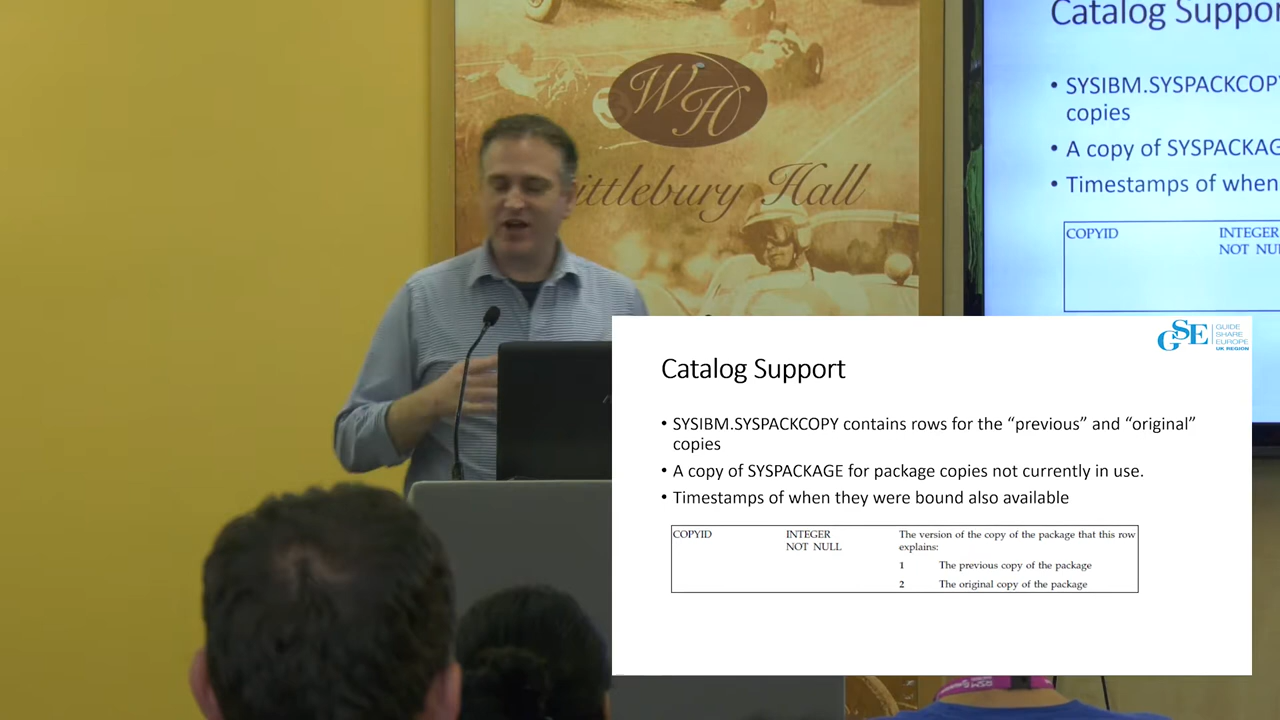 WH
ittlebury Hall
Catalog Suppor
• SYSIBM.SYSPACKCOPY
copies
• A copy of SYSPACKAG
• Timestamps of when
COPYID INTEGER
NOT NU
GSE GUIDE
SHARE
EUROPE
UK REGION
Catalog Support
• SYSIBM.SYSPACKCOPY contains rows for the “previous” and “original”
copies
• A copy of SYSPACKAGE for package copies not currently in use.
• Timestamps of when they were bound also available
COPYID INTEGER The version of the copy of the package that this row
NOT NULL explains:
1 The previous copy of the package
2 The original copy of the package